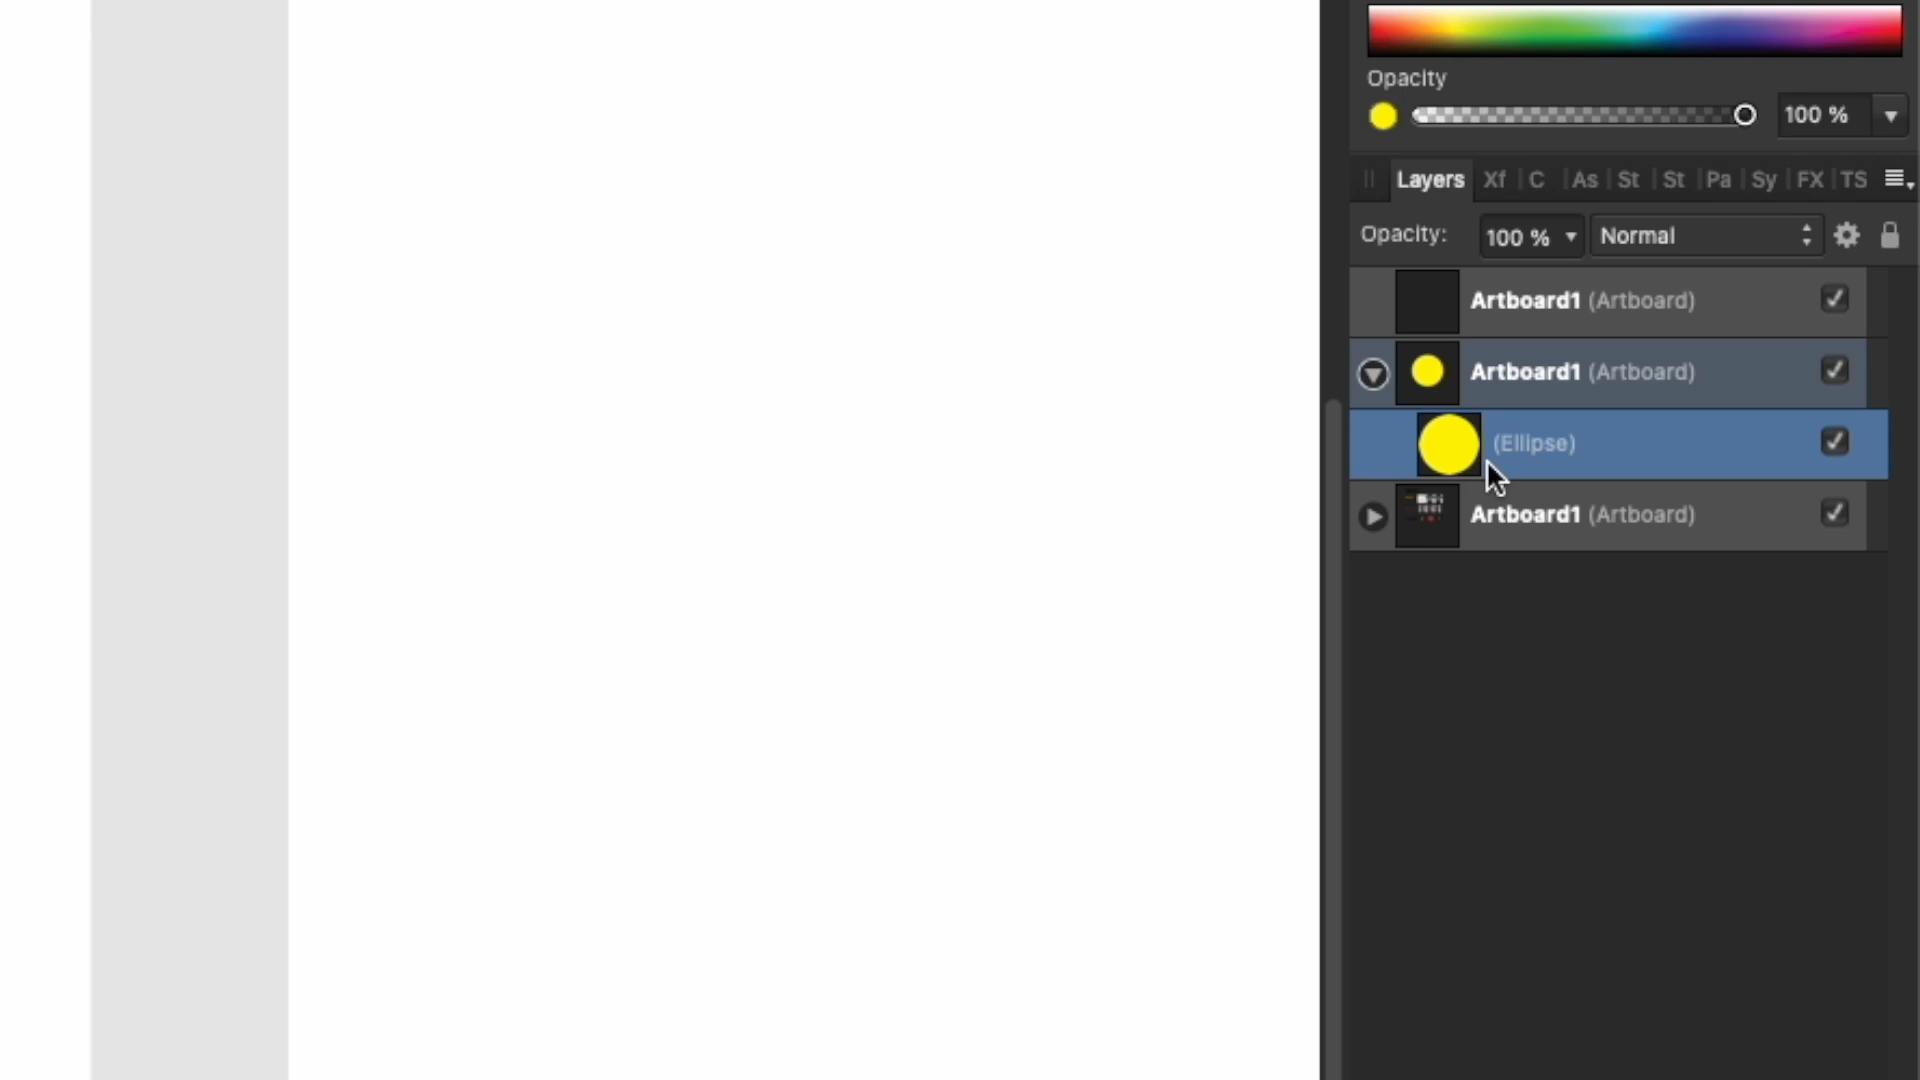 Opacity
100 %
Layers Xf C As St St Pa Sy FX TS
Opacity: 100 % Normal
Artboard1 (Artboard)
Artboard1 (Artboard)
(Ellipse)
Artboard1 (Artboard)